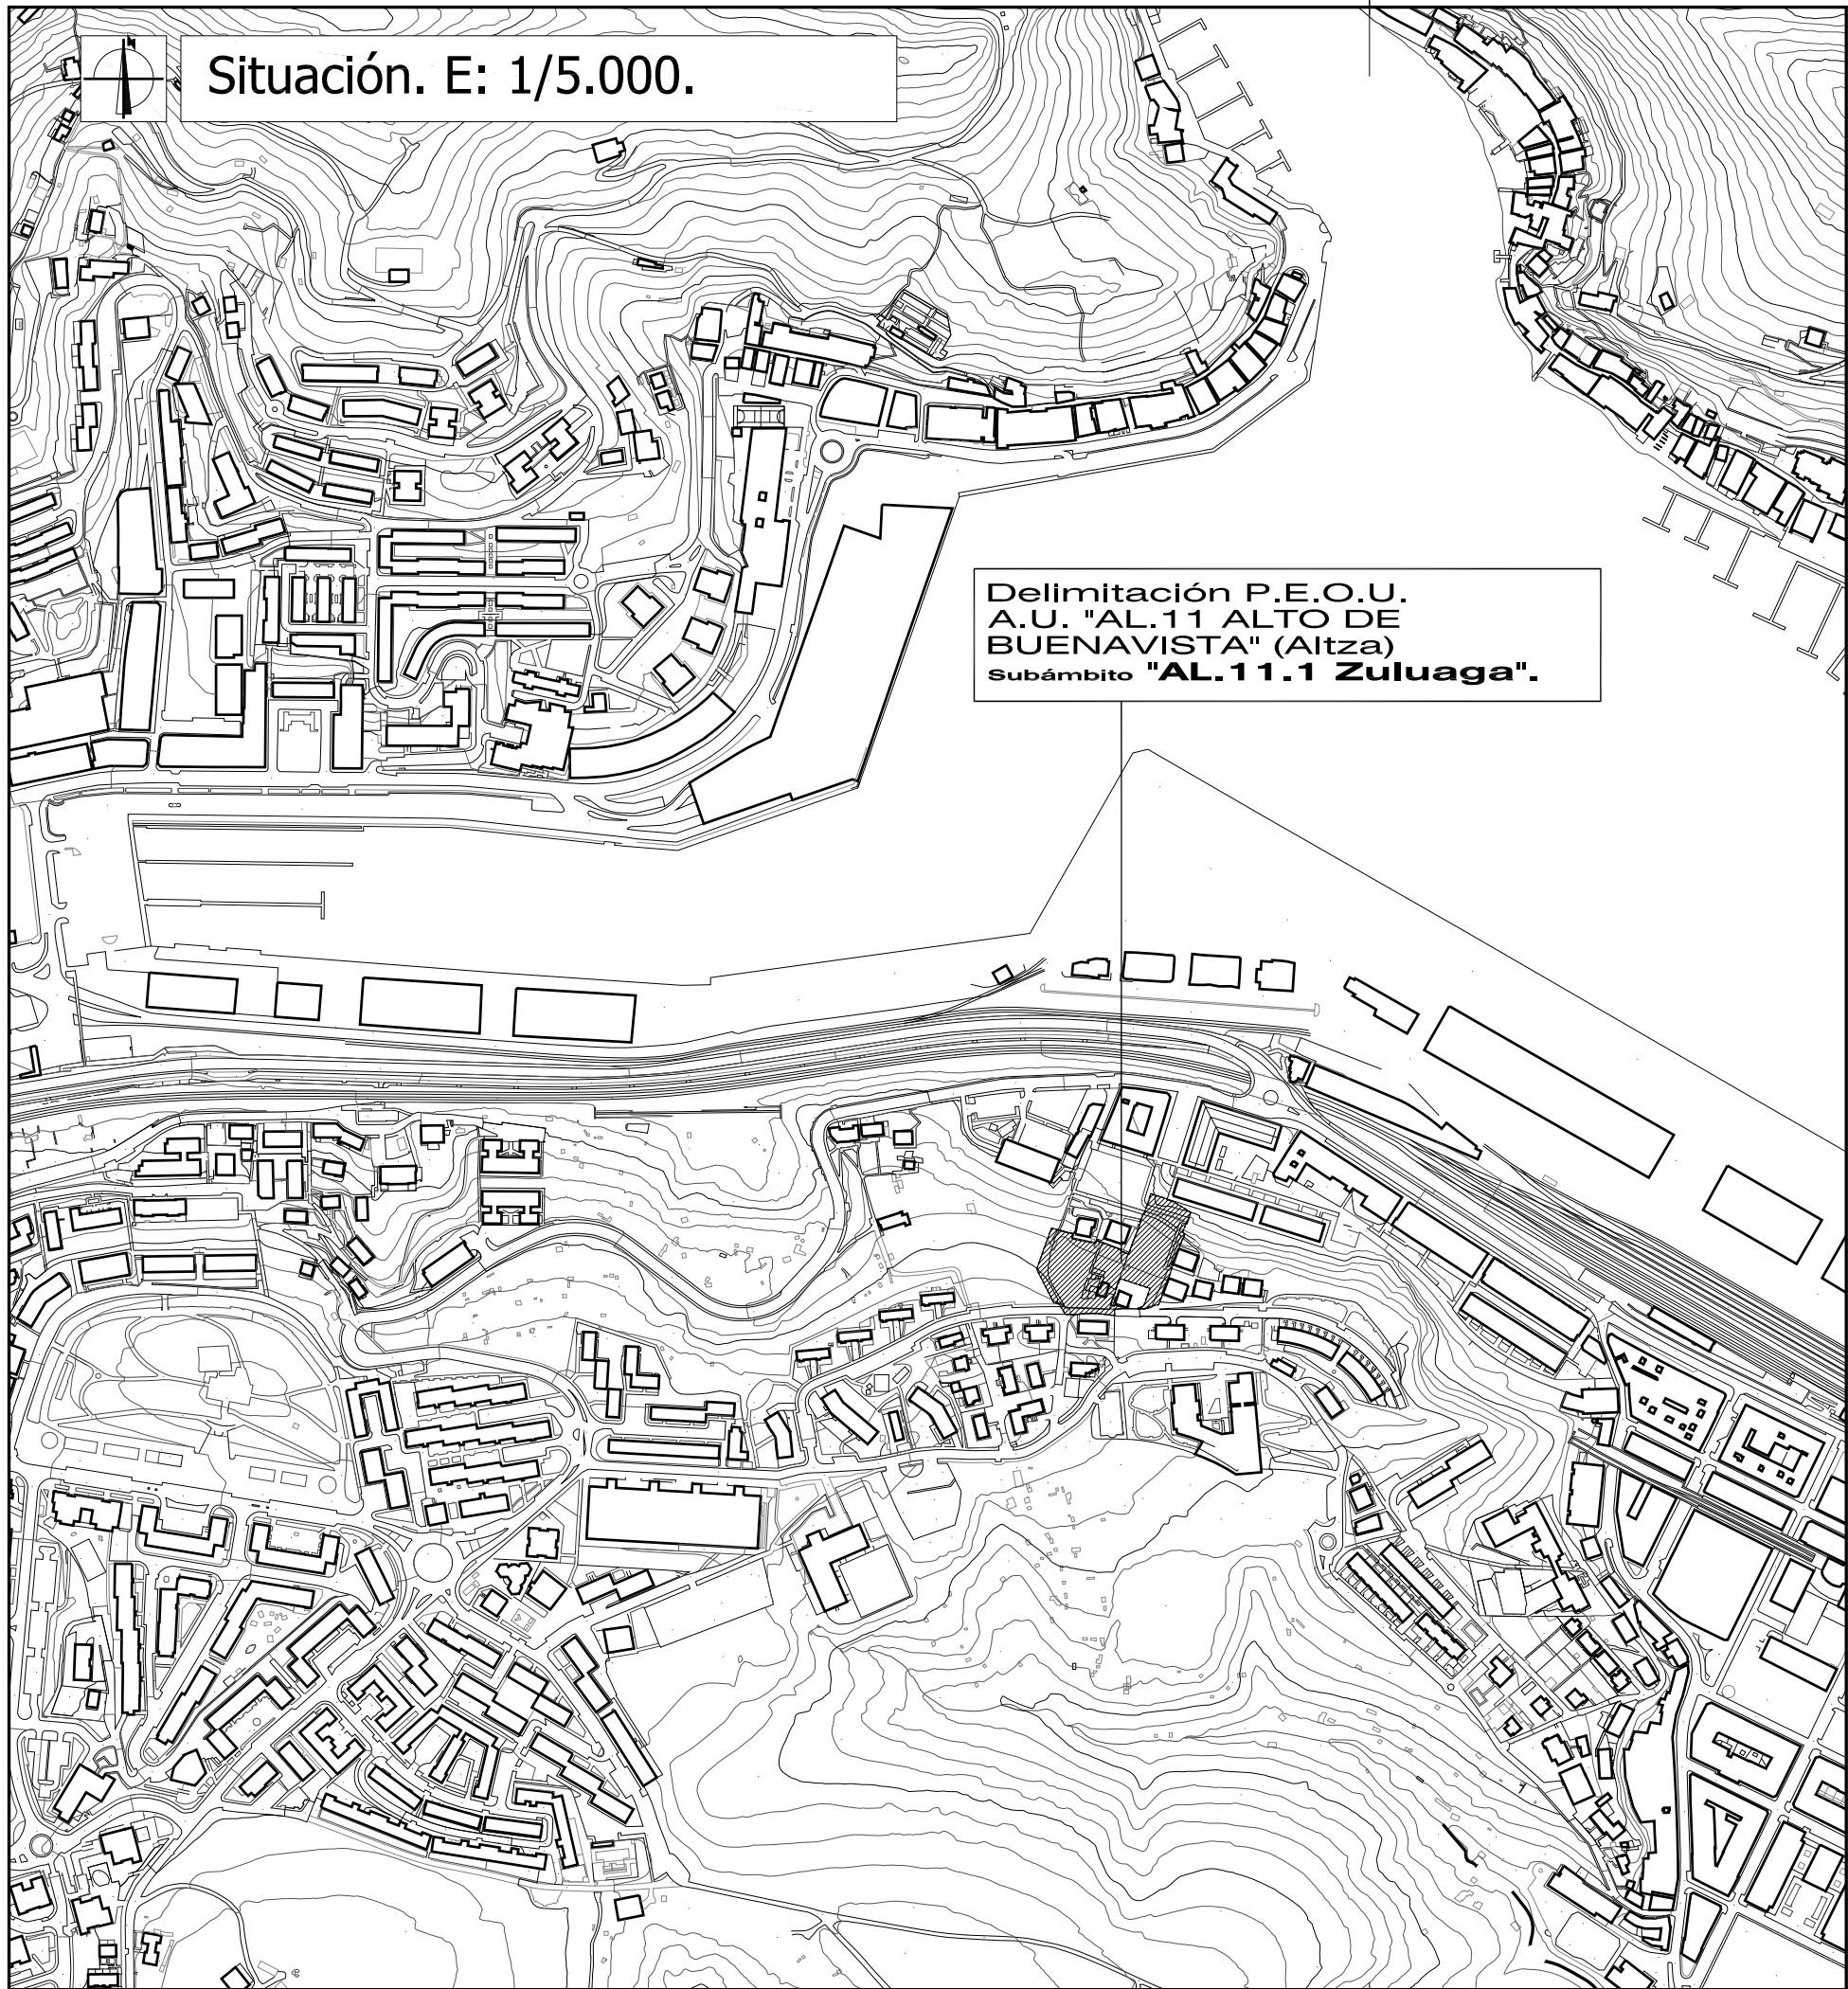 N
Situación. E: 1/5.000.
Delimitación P.E.O.U.
A.U. "AL.11 ALTO DE
BUENAVISTA" (Altza)
Subámbito "AL.11.1 Zuluaga".